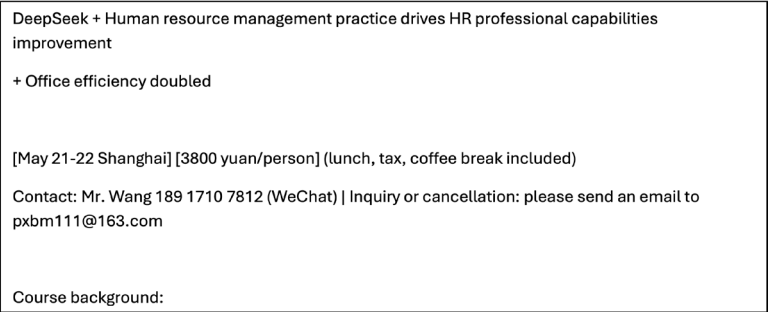 DeepSeek + Human resource management practice drives HR professional capabilities
improvement
+ Office efficiency doubled
[May 21-22 Shanghai] [3800 yuan/person] (lunch, tax, coffee break included)
Contact: Mr. Wang 189 1710 7812 (WeChat) | Inquiry or cancellation: please send an email to
pxbm111@163.com
Course background: